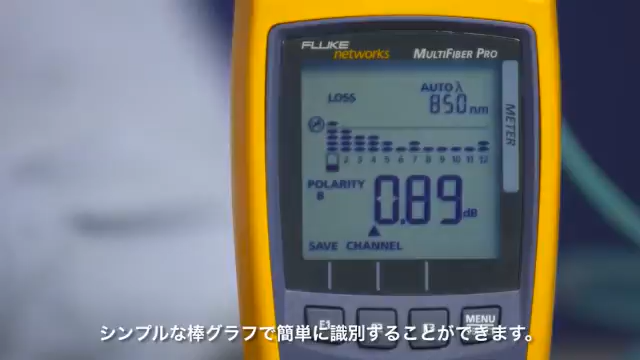 FLUKE
networks
MULTIFIBER PRO
LOSS
AUTO λ
850 nm
METER
2 3 4 5 6 7 8 9 10 11 12
POLARITY
B
0.89 dB
SAVE CHANNEL
F1
MENU
シンプルな棒グラフで簡単に識別することができます。